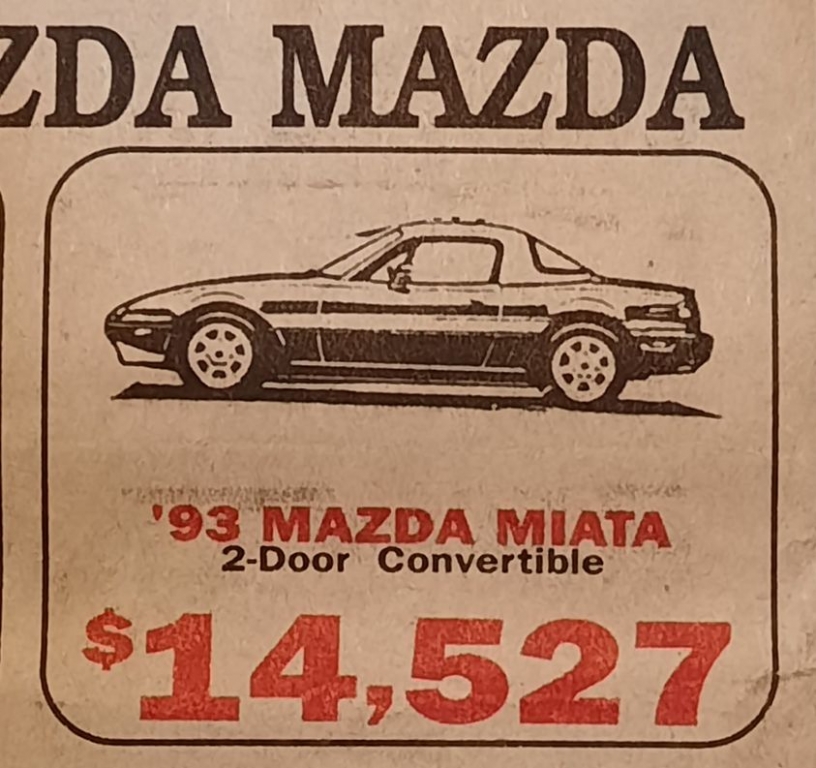 ZDA MAZDA
'93 MAZDA MIATA
2-Door Convertible
$14,527